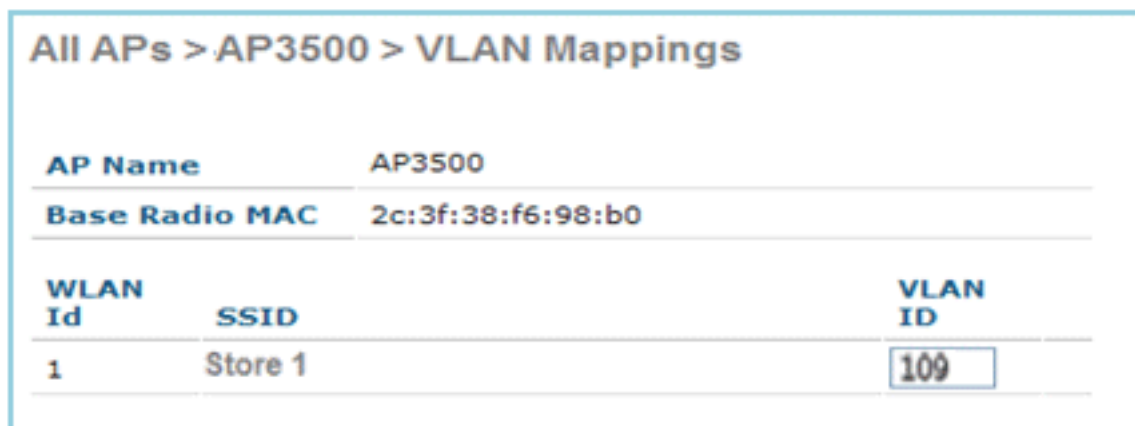 All APs > AP3500 > VLAN Mappings
AP Name AP3500
Base Radio MAC 2c:3f:38:f6:98:b0
WLAN Id SSID VLAN ID
1 Store 1 109